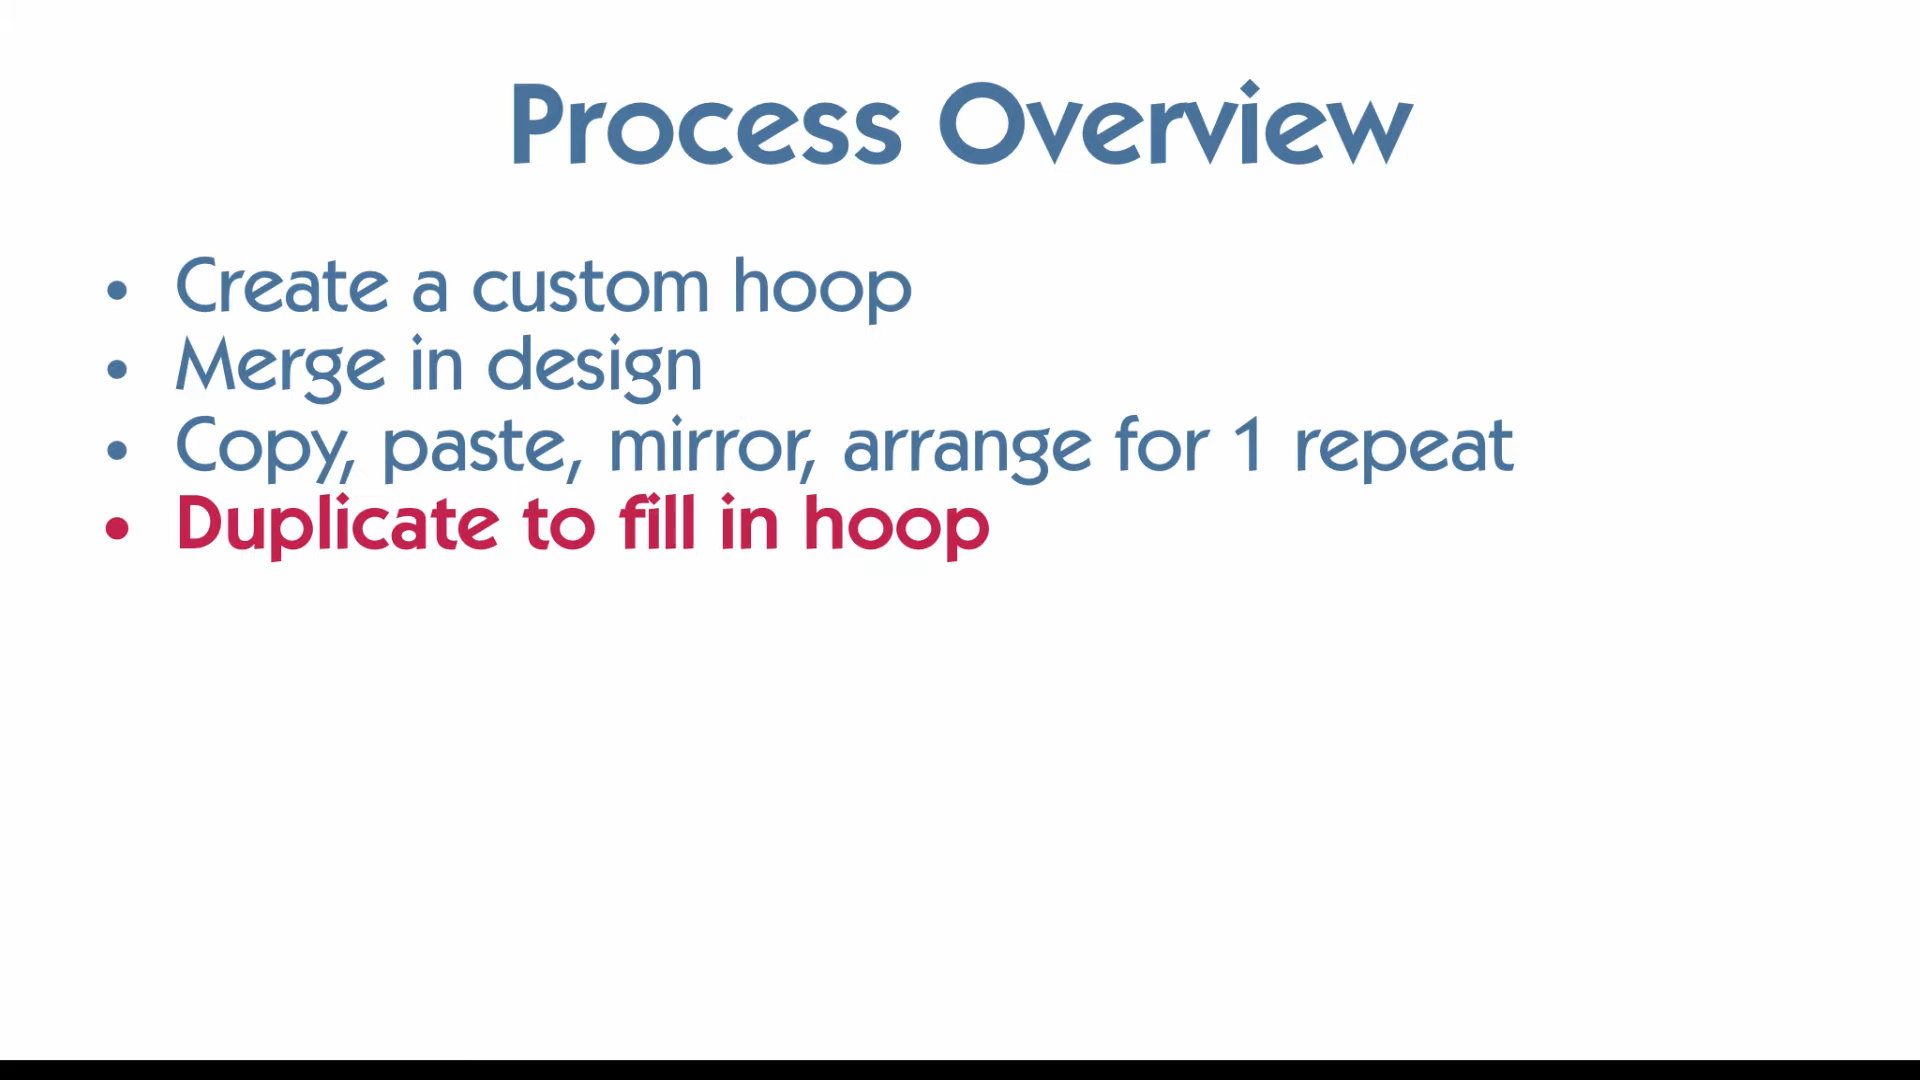 Process Overview
• Create a custom hoop
• Merge in design
• Copy, paste, mirror, arrange for 1 repeat
• Duplicate to fill in hoop